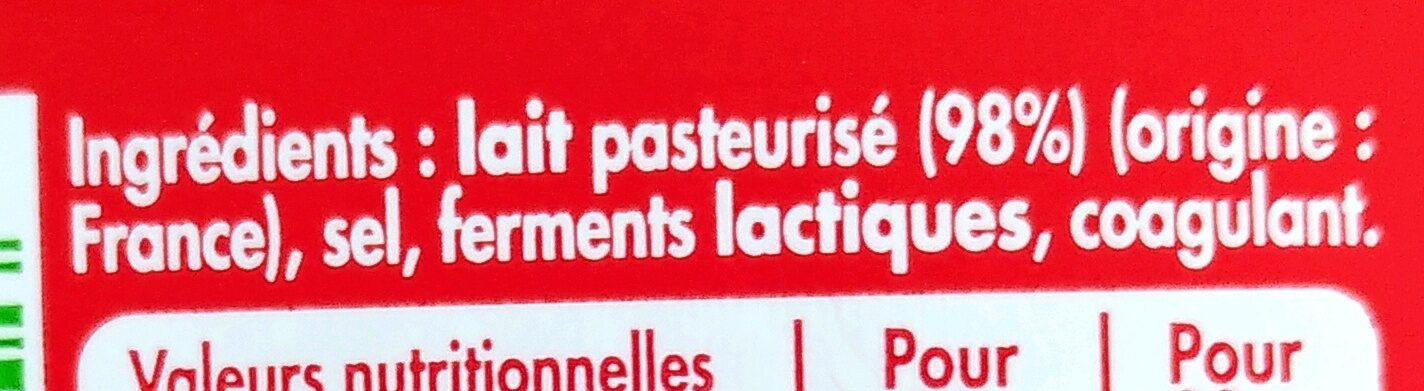 Ingrédients : lait pasteurisé (98%) (origine :
France), sel, ferments lactiques, coagulant.
Valeurs nutritionnelles | Pour | Pour